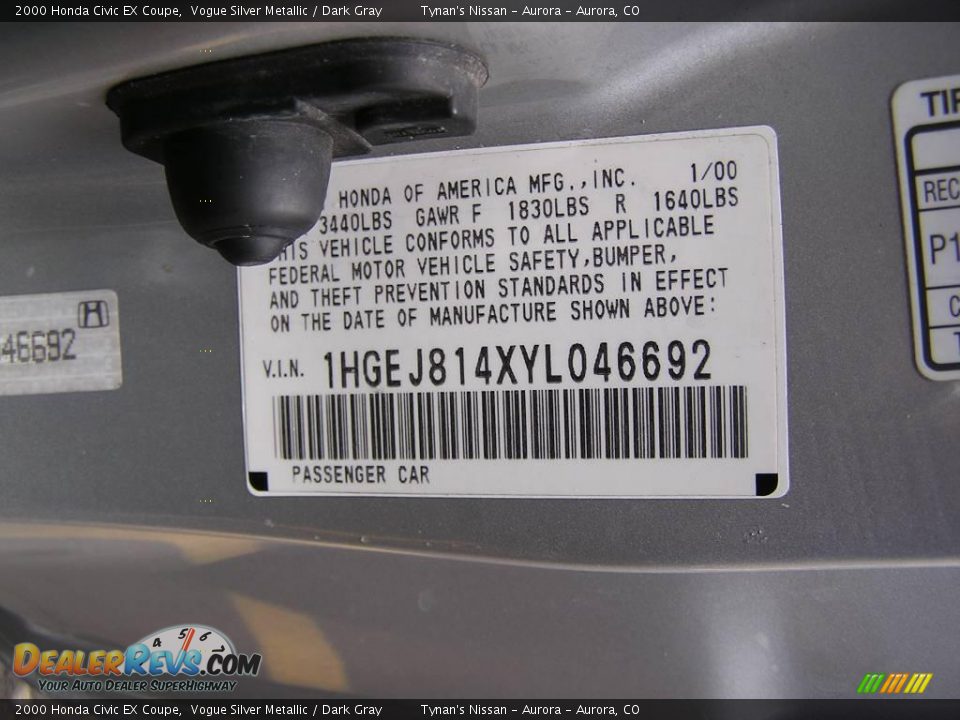 2000 Honda Civic EX Coupe, Vogue Silver Metallic / Dark Gray Tynan's Nissan - Aurora - Aurora, CO
HONDA OF AMERICA MFG.,INC. 1/00
3440LBS GAWR F 1830LBS R 1640LBS
THIS VEHICLE CONFORMS TO ALL APPLICABLE
FEDERAL MOTOR VEHICLE SAFETY,BUMPER,
AND THEFT PREVENTION STANDARDS IN EFFECT
ON THE DATE OF MANUFACTURE SHOWN ABOVE:
V.I.N. 1HGEJ814XYL046692
PASSENGER CAR
46692
TIR
REC
P1
C
T
4 5 6
DEALERREVS.COM
YOUR AUTO DEALER SUPERHIGHWAY
2000 Honda Civic EX Coupe, Vogue Silver Metallic / Dark Gray Tynan's Nissan - Aurora - Aurora, CO